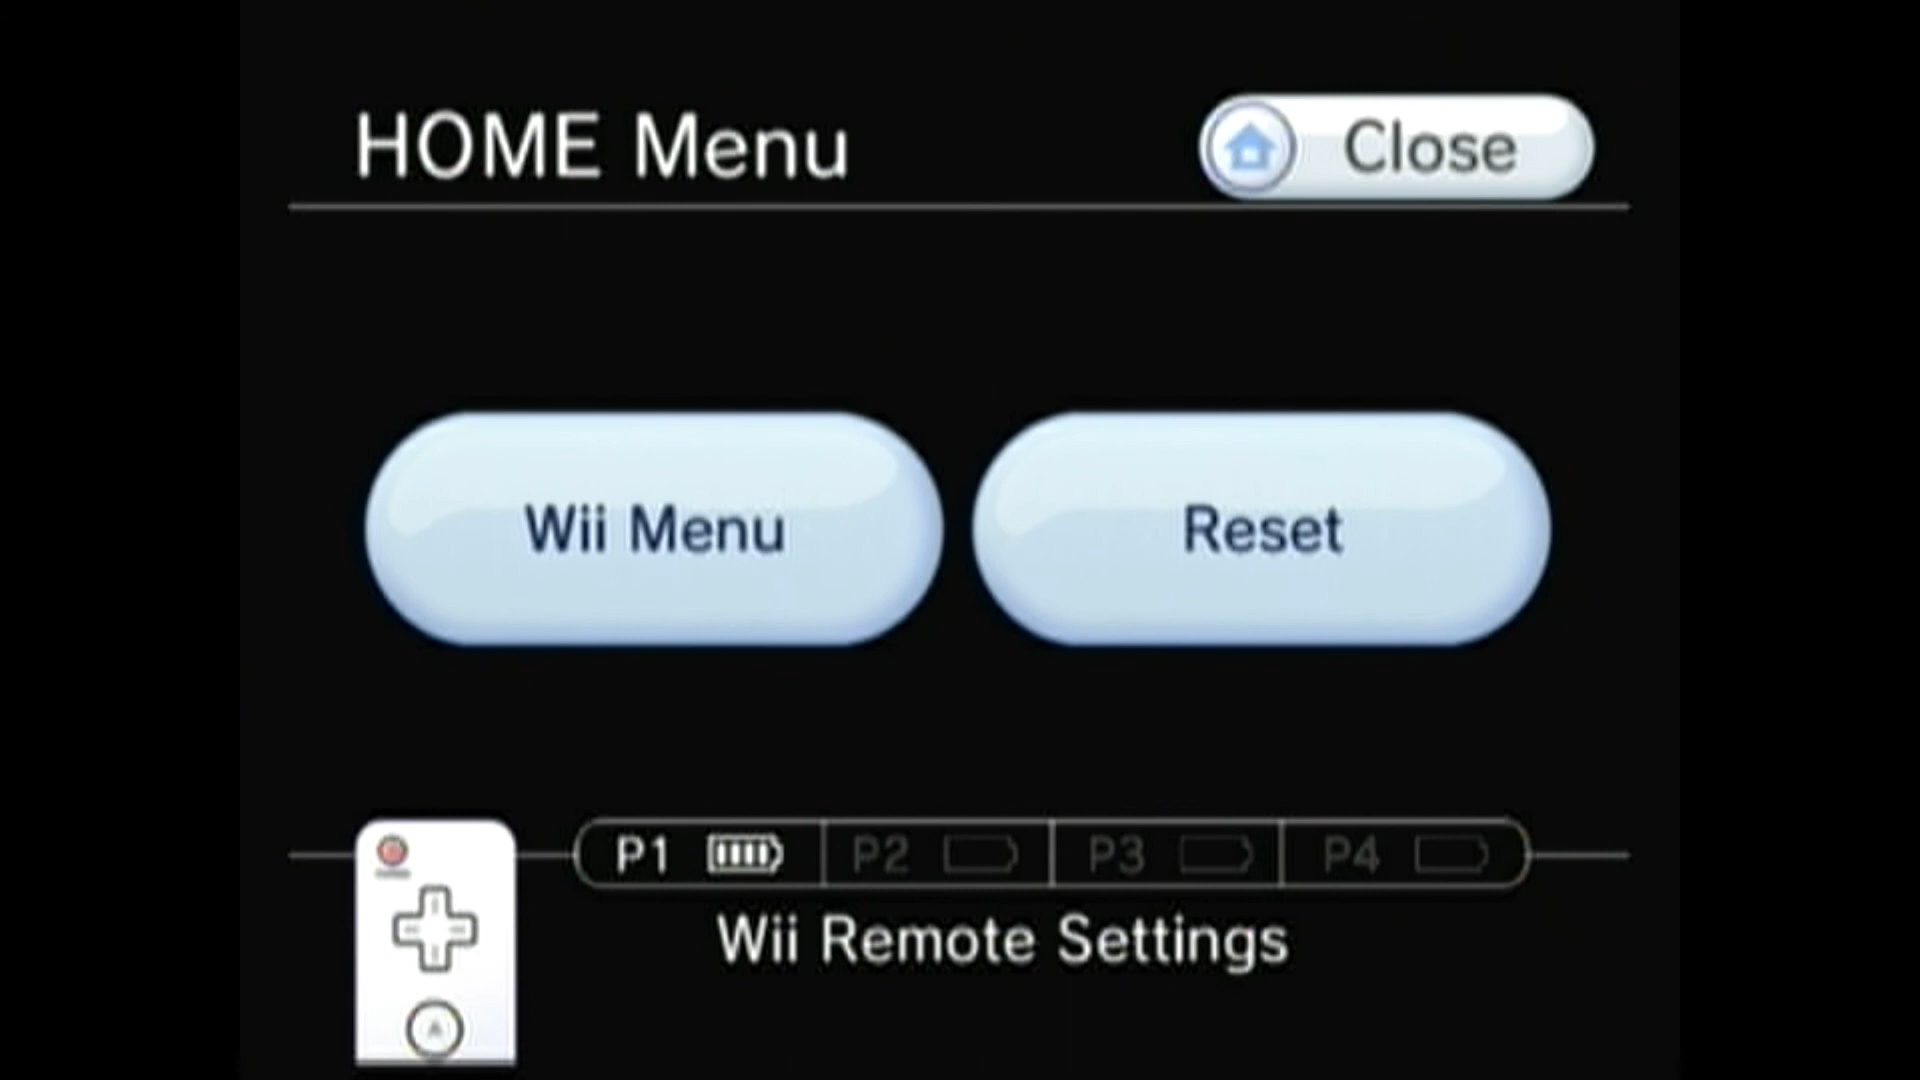 HOME Menu
Close
Wii Menu
Reset
P1 P2 P3 P4
Wii Remote Settings
A